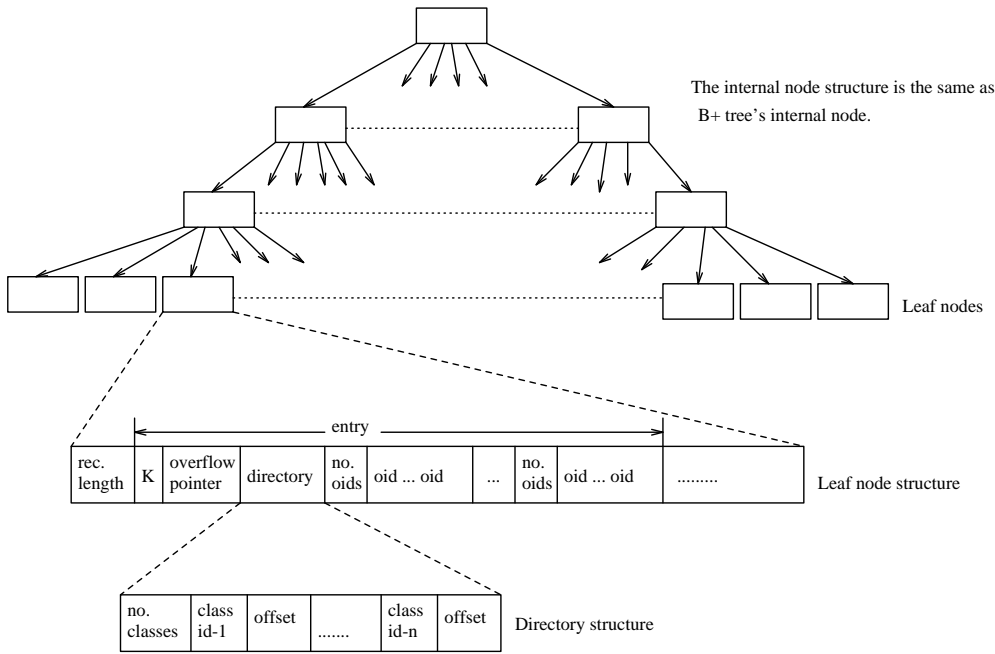 The internal node structure is the same as
B+ tree's internal node.
Leaf nodes
entry
rec.
length
K
overflow
pointer
directory
no.
oids
oid ... oid
...
no.
oids
oid ... oid
.........
Leaf node structure
no.
classes
class
id-1
offset
.......
class
id-n
offset
Directory structure